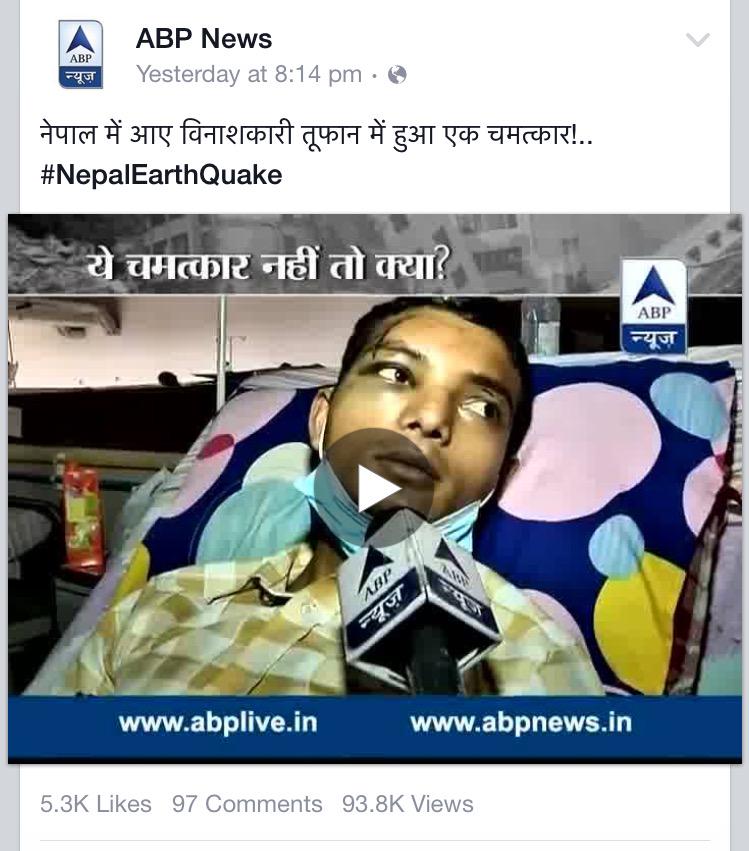 ABP
न्यूज़
ABP News
Yesterday at 8:14 pm ·
नेपाल में आए विनाशकारी तूफान में हुआ एक चमत्कार!..
#NepalEarthQuake
ये चमत्कार नहीं तो क्या?
ABP
न्यूज़
ABP
न्यूज़
ABP
न्यूज़
www.abplive.in
www.abpnews.in
5.3K Likes 97 Comments 93.8K Views